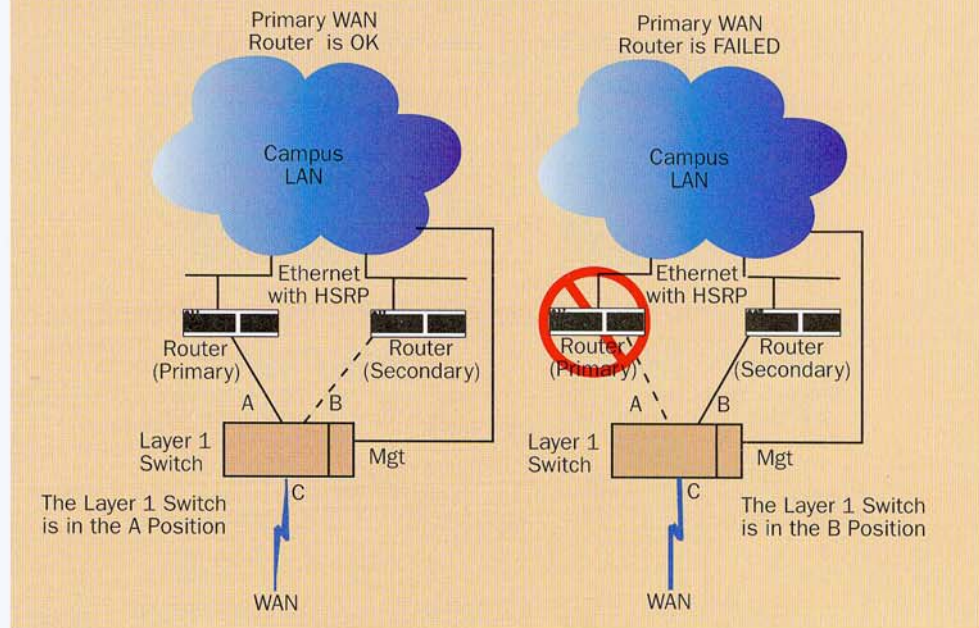 Primary WAN
Router is OK
Campus
LAN
Ethernet
with HSRP
Router
(Primary)
Router
(Secondary)
A
B
Layer 1
Switch
Mgt
C
The Layer 1 Switch
is in the A Position
WAN
Primary WAN
Router is FAILED
Campus
LAN
Ethernet
with HSRP
Router
(Primary)
Router
(Secondary)
A
B
Layer 1
Switch
Mgt
C
The Layer 1 Switch
is in the B Position
WAN